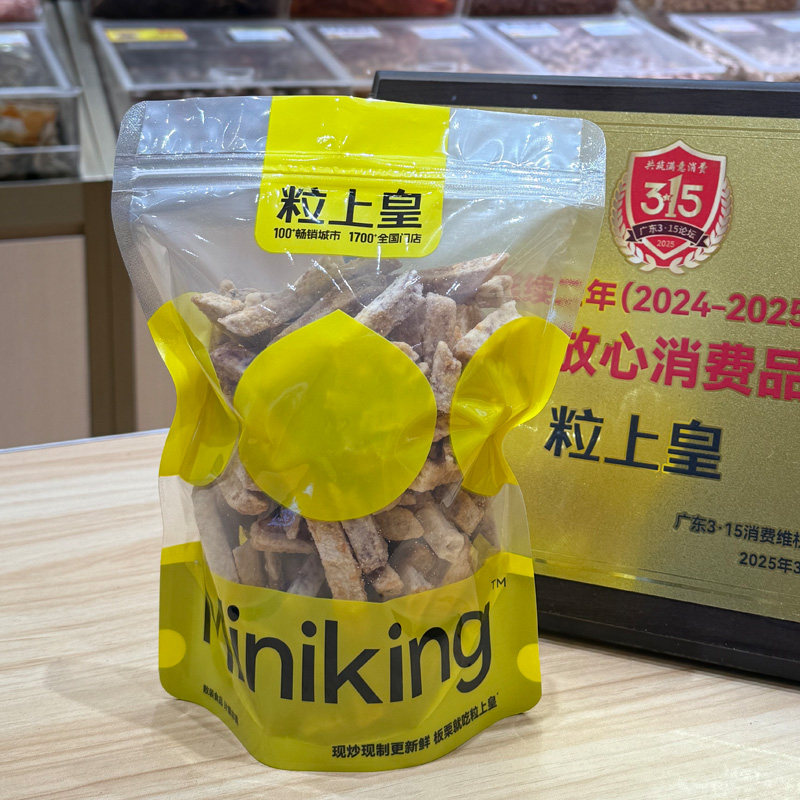 粒上皇
100+畅销城市 1700+全国门店
Miniking™
现炒现制更新鲜 板栗就吃粒上皇
共筑满意消费
3·15
广东3·15论坛
2025
年(2024-2025
放心消费品
粒上皇
广东3·15消费维
2025年3